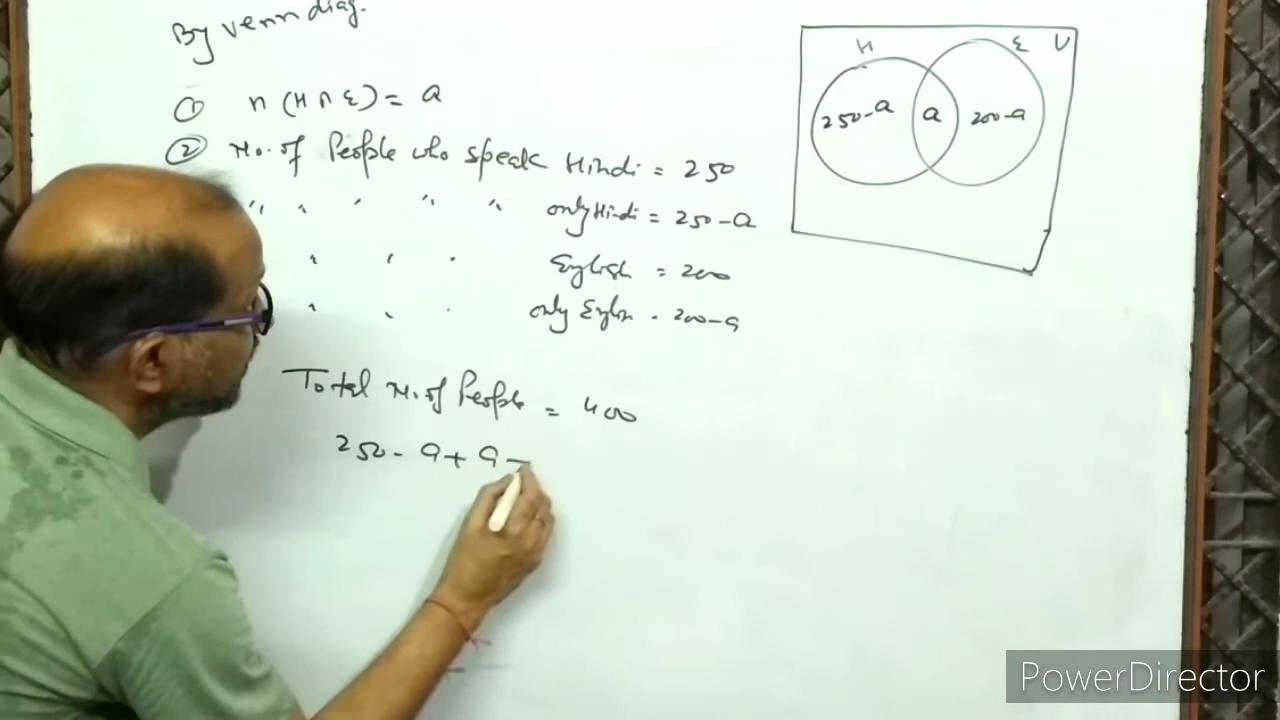 By venn diag.
① n (H ∩ E) = a
② No. of People who speak Hindi = 250
" " " " " only Hindi = 250 - a
" " " English = 200
" " " only Englis = 200 - a
Total No. of People = 400
250 - a + a -
H E U
250 - a a 200 - a
PowerDirector